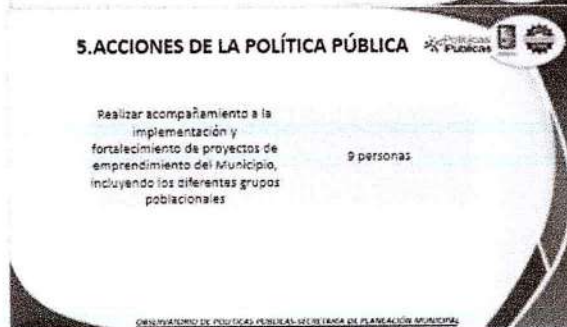 5.ACCIONES DE LA POLÍTICA PÚBLICA
Políticas
Públicas
Realizar acompañamiento a la
implementación y
fortalecimiento de proyectos de
emprendimiento del Municipio,
incluyendo los diferentes grupos
poblacionales
9 personas
OBSERVATORIO DE POLÍTICAS PÚBLICAS-SECRETARÍA DE PLANEACIÓN MUNICIPAL